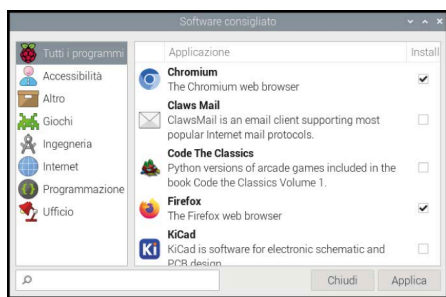 Software consigliato
Tutti i programmi
Accessibilità
Altro
Giochi
Ingegneria
Internet
Programmazione
Ufficio
Applicazione
Install
Chromium
The Chromium web browser
Claws Mail
ClawsMail is an email client supporting most
popular Internet mail protocols.
Code The Classics
Python versions of arcade games included in the
book Code the Classics Volume 1.
Firefox
The Firefox web browser
KiCad
Ki
KiCad is software for electronic schematic and
PCB design
Chiudi
Applica